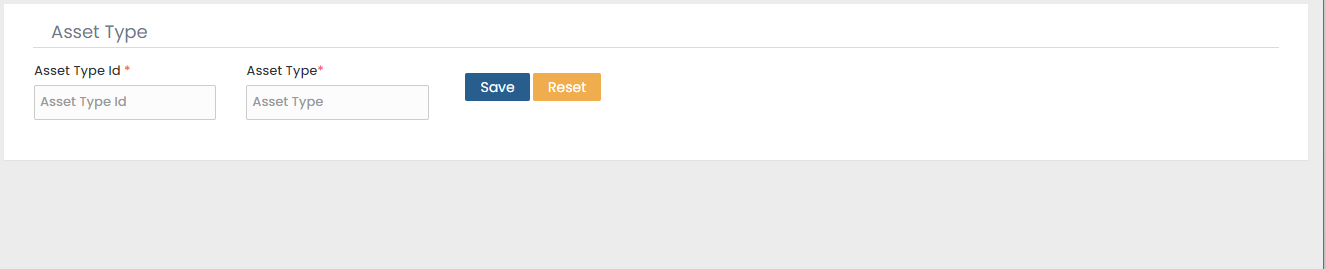 Asset Type
Asset Type Id * Asset Type*
Asset Type Id Asset Type Save Reset